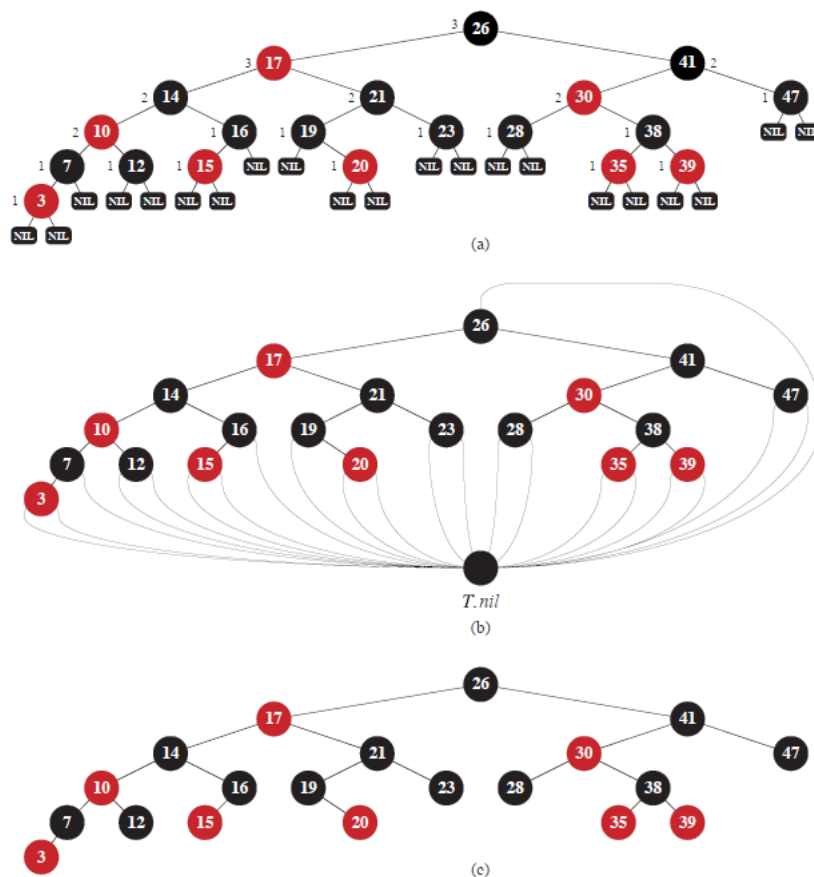 3 26
3 17 41 2
2 14 2 21 2 30 1 47
2 10 1 16 1 19 1 23 1 28 1 38 NIL NIL
1 7 1 12 1 15 NIL NIL 1 20 NIL NIL NIL NIL 1 35 1 39
1 3 NIL NIL NIL NIL NIL NIL NIL NIL NIL NIL NIL
NIL NIL
(a)
26
17 41
14 21 30 47
10 16 19 23 28 38
7 12 15 20 35 39
3
T.nil
(b)
26
17 41
14 21 30 47
10 16 19 23 28 38
7 12 15 20 35 39
3
(c)